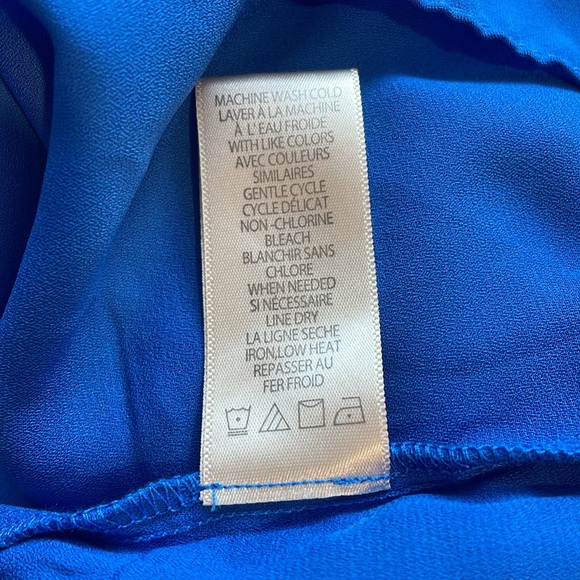 MACHINE WASH COLD
LAVER À LA MACHINE
À L' EAU FROIDE
WITH LIKE COLORS
AVEC COULEURS
SIMILAIRES
GENTLE CYCLE
CYCLE DÉLICAT
NON-CHLORINE
BLEACH
BLANCHIR SANS
CHLORE
WHEN NEEDED
SI NÉCESSAIRE
LINE DRY
LA LIGNE SECHE
IRON,LOW HEAT
REPASSER AU
FER FROID